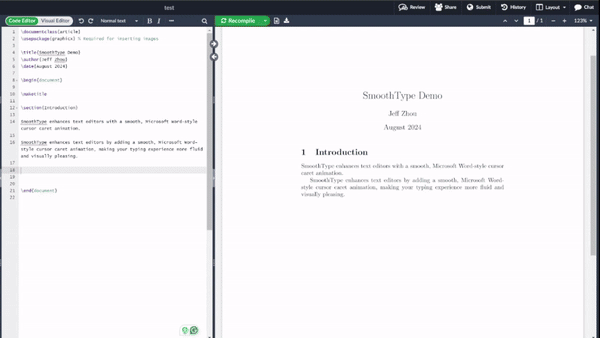 test
Code Editor Visual Editor Normal text B I Recompile 1 / 1 123%
Review Share Submit History Layout Chat
1 \documentclass{article}
2 \usepackage{graphicx} % Required for inserting images
3
4 \title{SmoothType Demo}
5 \author{Jeff Zhou}
6 \date{August 2024}
7
8 \begin{document}
9
10 \maketitle
11
12 \section{Introduction}
13
14 SmoothType enhances text editors with a smooth, Microsoft Word-style
cursor caret animation.
15
16 SmoothType enhances text editors by adding a smooth, Microsoft Word-
style cursor caret animation, making your typing experience more fluid
and visually pleasing.
17
18
19
20
21 \end{document}
22
SmoothType Demo
Jeff Zhou
August 2024
1 Introduction
SmoothType enhances text editors with a smooth, Microsoft Word-style cursor
caret animation.
SmoothType enhances text editors by adding a smooth, Microsoft Word-
style cursor caret animation, making your typing experience more fluid and
visually pleasing.